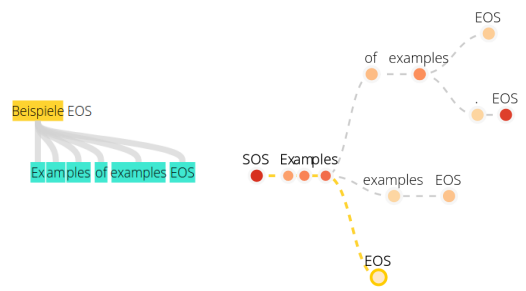 Beispiele EOS
Examples of examples EOS
SOS Examples
of examples EOS
. EOS
examples EOS
EOS